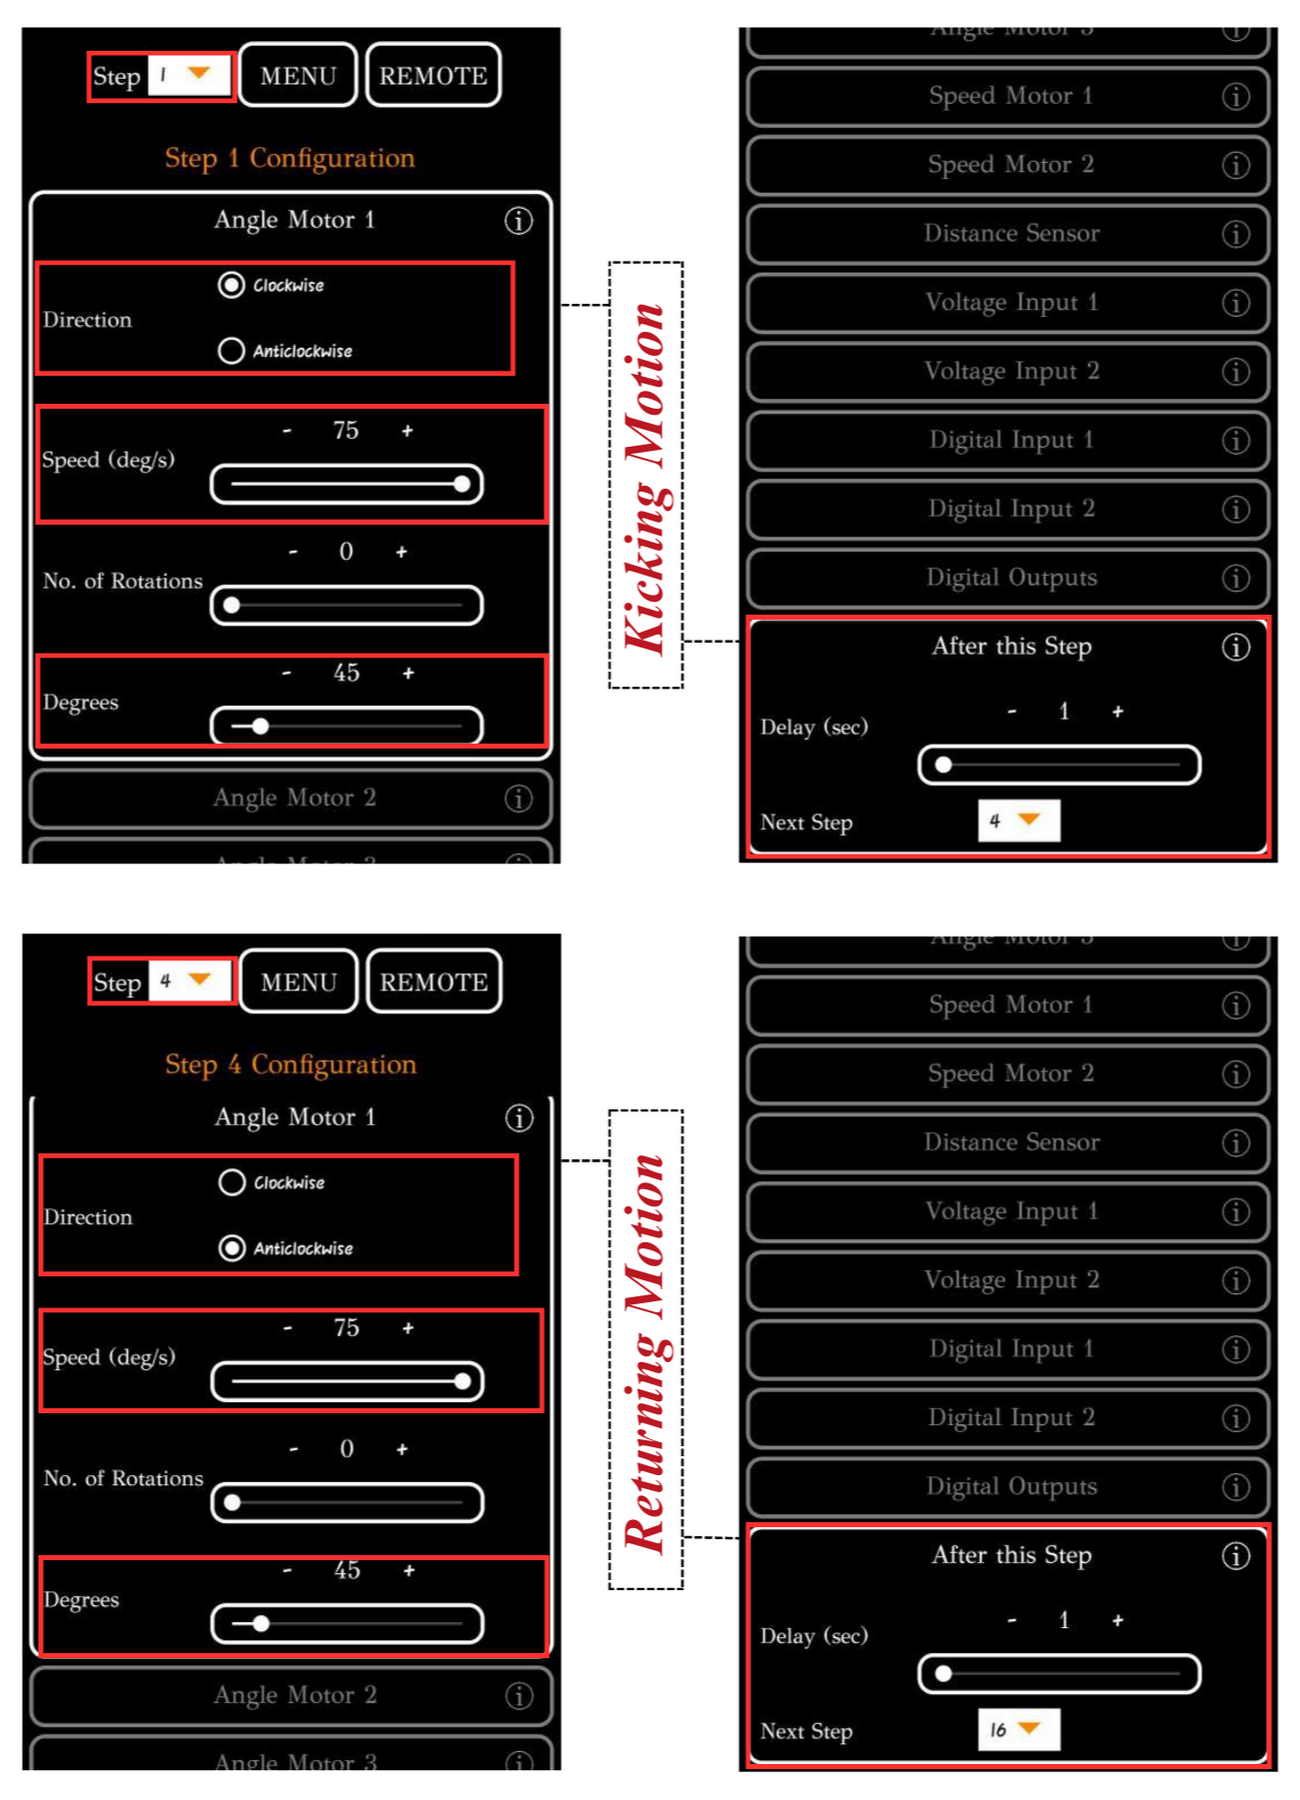 Step 1 MENU REMOTE
Step 1 Configuration
Angle Motor 1
Clockwise
Direction
Anticlockwise
- 75 +
Speed (deg/s)
- 0 +
No. of Rotations
- 45 +
Degrees
Angle Motor 2
Kicking Motion
Angle Motor 3
Speed Motor 1
Speed Motor 2
Distance Sensor
Voltage Input 1
Voltage Input 2
Digital Input 1
Digital Input 2
Digital Outputs
After this Step
- 1 +
Delay (sec)
Next Step 4
Step 4 MENU REMOTE
Step 4 Configuration
Angle Motor 1
Clockwise
Direction
Anticlockwise
- 75 +
Speed (deg/s)
- 0 +
No. of Rotations
- 45 +
Degrees
Angle Motor 2
Angle Motor 3
Returning Motion
Angle Motor 3
Speed Motor 1
Speed Motor 2
Distance Sensor
Voltage Input 1
Voltage Input 2
Digital Input 1
Digital Input 2
Digital Outputs
After this Step
- 1 +
Delay (sec)
Next Step 16